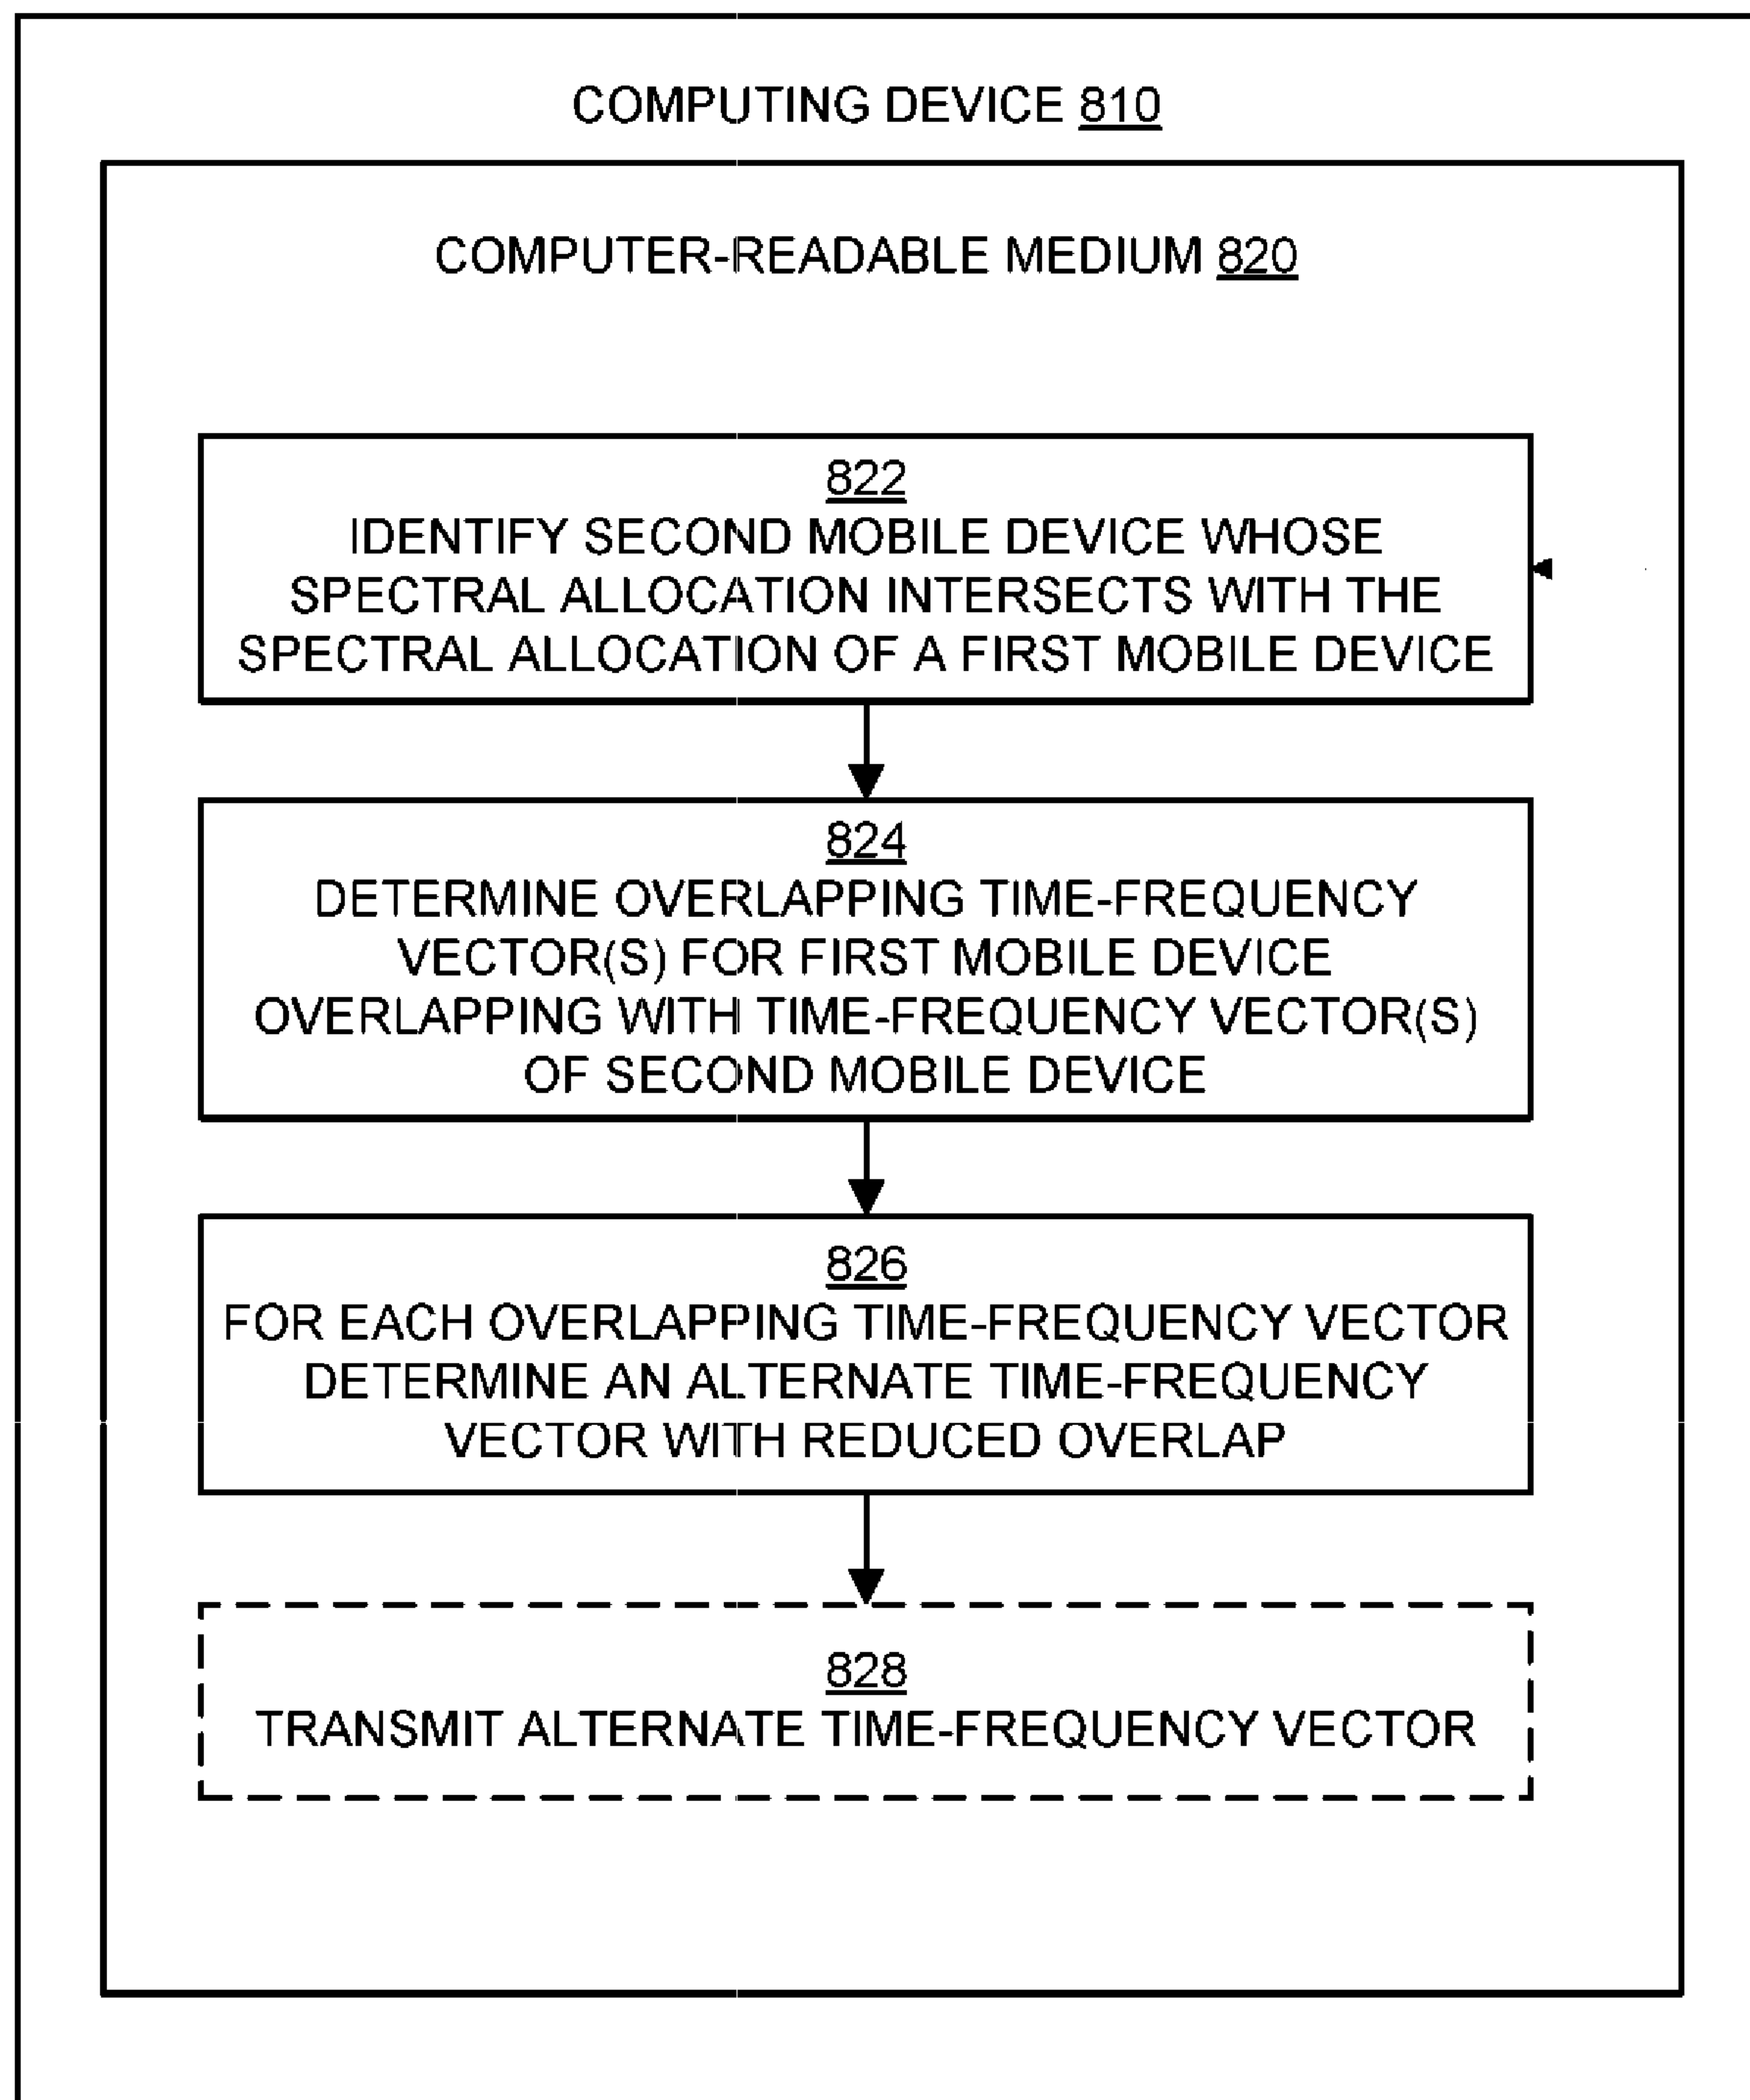 COMPUTING DEVICE 810
COMPUTER-READABLE MEDIUM 820
822
IDENTIFY SECOND MOBILE DEVICE WHOSE
SPECTRAL ALLOCATION INTERSECTS WITH THE
SPECTRAL ALLOCATION OF A FIRST MOBILE DEVICE
824
DETERMINE OVERLAPPING TIME-FREQUENCY
VECTOR(S) FOR FIRST MOBILE DEVICE
OVERLAPPING WITH TIME-FREQUENCY VECTOR(S)
OF SECOND MOBILE DEVICE
826
FOR EACH OVERLAPPING TIME-FREQUENCY VECTOR
DETERMINE AN ALTERNATE TIME-FREQUENCY
VECTOR WITH REDUCED OVERLAP
828
TRANSMIT ALTERNATE TIME-FREQUENCY VECTOR